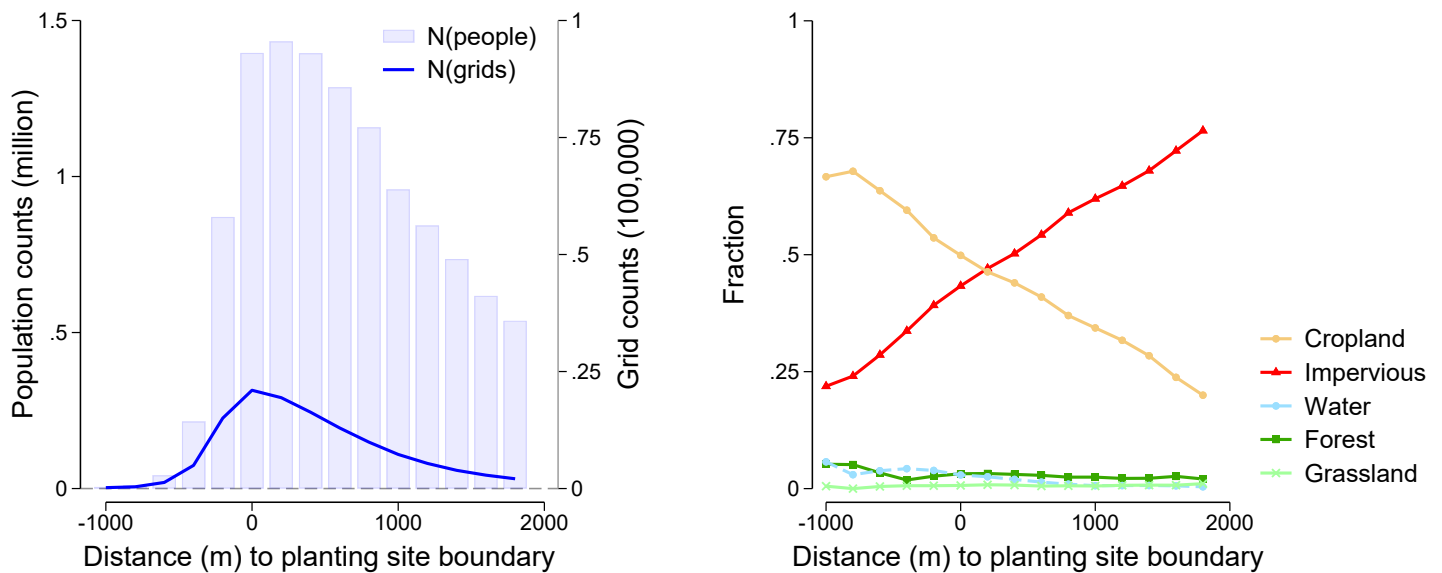 1.5
1
.5
0
Population counts (million)
N(people)
N(grids)
1
.75
.5
.25
0
Grid counts (100,000)
-1000
0
1000
2000
Distance (m) to planting site boundary
1
.75
.5
.25
0
Fraction
-1000
0
1000
2000
Distance (m) to planting site boundary
Cropland
Impervious
Water
Forest
Grassland